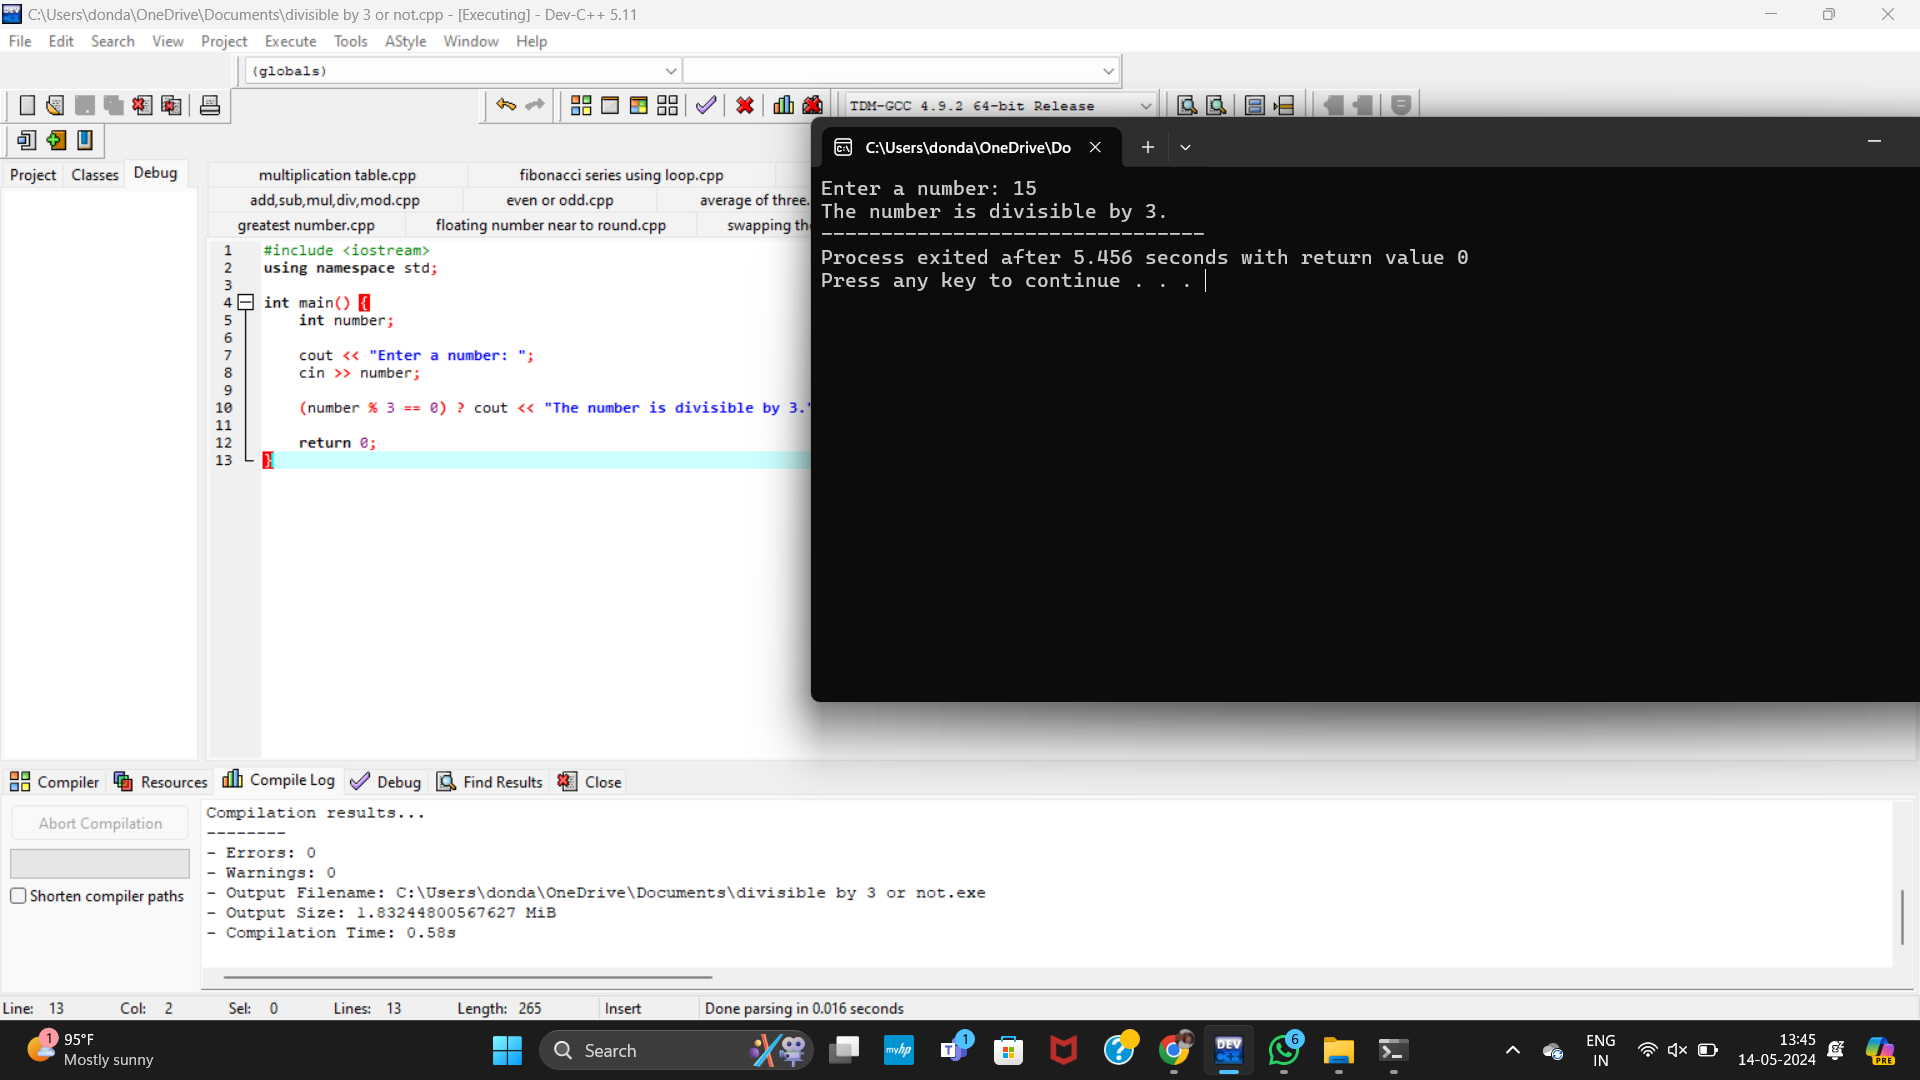 C:\Users\donda\OneDrive\Documents\divisible by 3 or not.cpp - [Executing] - Dev-C++ 5.11
File Edit Search View Project Execute Tools AStyle Window Help
(globals)
TDM-GCC 4.9.2 64-bit Release
Project Classes Debug
multiplication table.cpp fibonacci series using loop.cpp
add,sub,mul,div,mod.cpp even or odd.cpp average of three.
greatest number.cpp floating number near to round.cpp swapping th
1 #include <iostream>
2 using namespace std;
3
4 int main() {
5 int number;
6
7 cout << "Enter a number: ";
8 cin >> number;
9
10 (number % 3 == 0) ? cout << "The number is divisible by 3."
11
12 return 0;
13 }
C:\Users\donda\OneDrive\Do
Enter a number: 15
The number is divisible by 3.
--------------------------------
Process exited after 5.456 seconds with return value 0
Press any key to continue . . .
Compiler Resources Compile Log Debug Find Results Close
Abort Compilation
Shorten compiler paths
Compilation results...
--------
- Errors: 0
- Warnings: 0
- Output Filename: C:\Users\donda\OneDrive\Documents\divisible by 3 or not.exe
- Output Size: 1.83244800567627 MiB
- Compilation Time: 0.58s
Line: 13 Col: 2 Sel: 0 Lines: 13 Length: 265 Insert Done parsing in 0.016 seconds
1
95°F
Mostly sunny
Search
myhp
1
DEV
C++
6
ENG
IN
13:45
14-05-2024
PRE